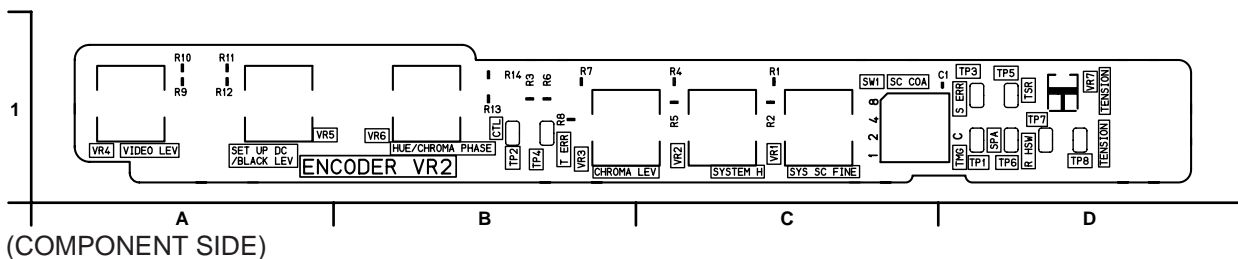 1
R10
R9
R11
R12
VR4
VIDEO LEV
VR5
SET UP DC
/BLACK LEV
ENCODER VR2
VR6
HUE/CHROMA PHASE
R14
R13
R3
R6
CTL
TP2
TP4
T ERR
R8
R7
VR3
CHROMA LEV
R4
R5
VR2
SYSTEM H
R1
R2
VR1
SYS SC FINE
SW1
SC COA
1 2 4 8
C1
TP3
S ERR
TP5
TSR
TMG C
TP1
SPA
TP6
R HSW
TP7
VR7
TENSION
TP8
TENSION
A
B
C
D
(COMPONENT SIDE)